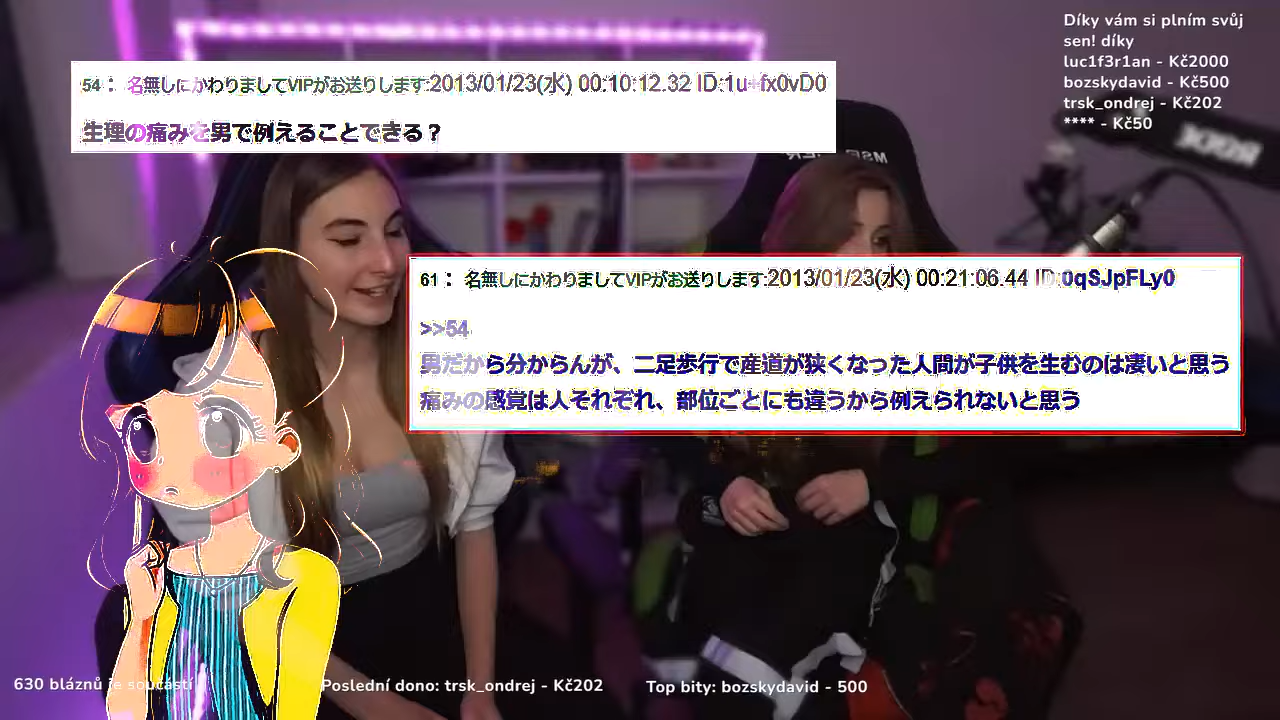 Díky vám si plním svůj
sen! díky
luc1f3r1an - Kč2000
bozskydavid - Kč500
trsk_ondrej - Kč202
**** - Kč50
54： 名無しにかわりましてVIPがお送りします:2013/01/23(水) 00:10:12.32 ID:1u+fx0vD0
生理の痛みを男で例えることできる？
61： 名無しにかわりましてVIPがお送りします:2013/01/23(水) 00:21:06.44 ID:0qSJpFLy0
>>54
男だから分からんが、二足歩行で産道が狭くなった人間が子供を生むのは凄いと思う
痛みの感覚は人それぞれ、部位ごとにも違うから例えられないと思う
630 bláznů je součástí
Poslední dono: trsk_ondrej - Kč202
Top bity: bozskydavid - 500